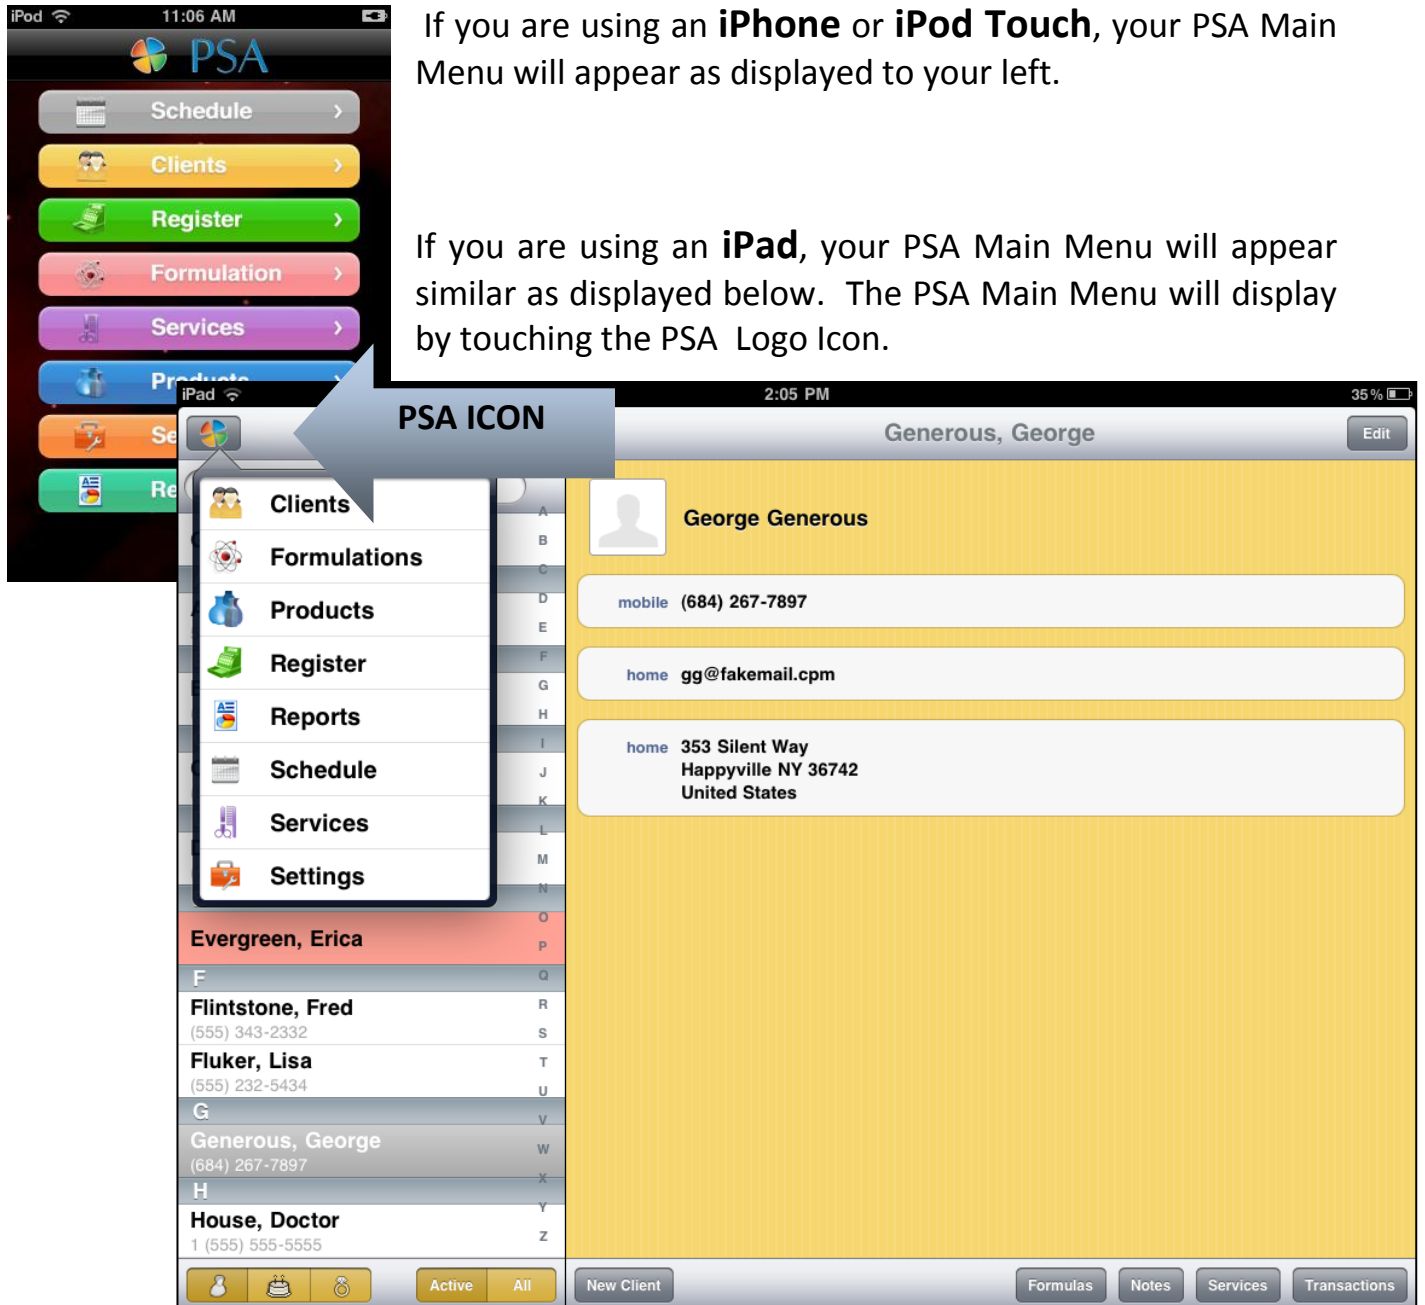 iPod 11:06 AM
PSA
Schedule
Clients
Register
Formulation
Services
Products
Se
Re
If you are using an iPhone or iPod Touch, your PSA Main
Menu will appear as displayed to your left.
If you are using an iPad, your PSA Main Menu will appear
similar as displayed below. The PSA Main Menu will display
by touching the PSA Logo Icon.
iPad 2:05 PM 35%
PSA ICON
Generous, George
Edit
Clients
Formulations
Products
Register
Reports
Schedule
Services
Settings
Evergreen, Erica
F
Flintstone, Fred
(555) 343-2332
Fluker, Lisa
(555) 232-5434
G
Generous, George
(684) 267-7897
H
House, Doctor
1 (555) 555-5555
A
B
C
D
E
F
G
H
I
J
K
L
M
N
O
P
Q
R
S
T
U
V
W
X
Y
Z
Active All
George Generous
mobile (684) 267-7897
home gg@fakemail.cpm
home 353 Silent Way
Happyville NY 36742
United States
New Client Formulas Notes Services Transactions